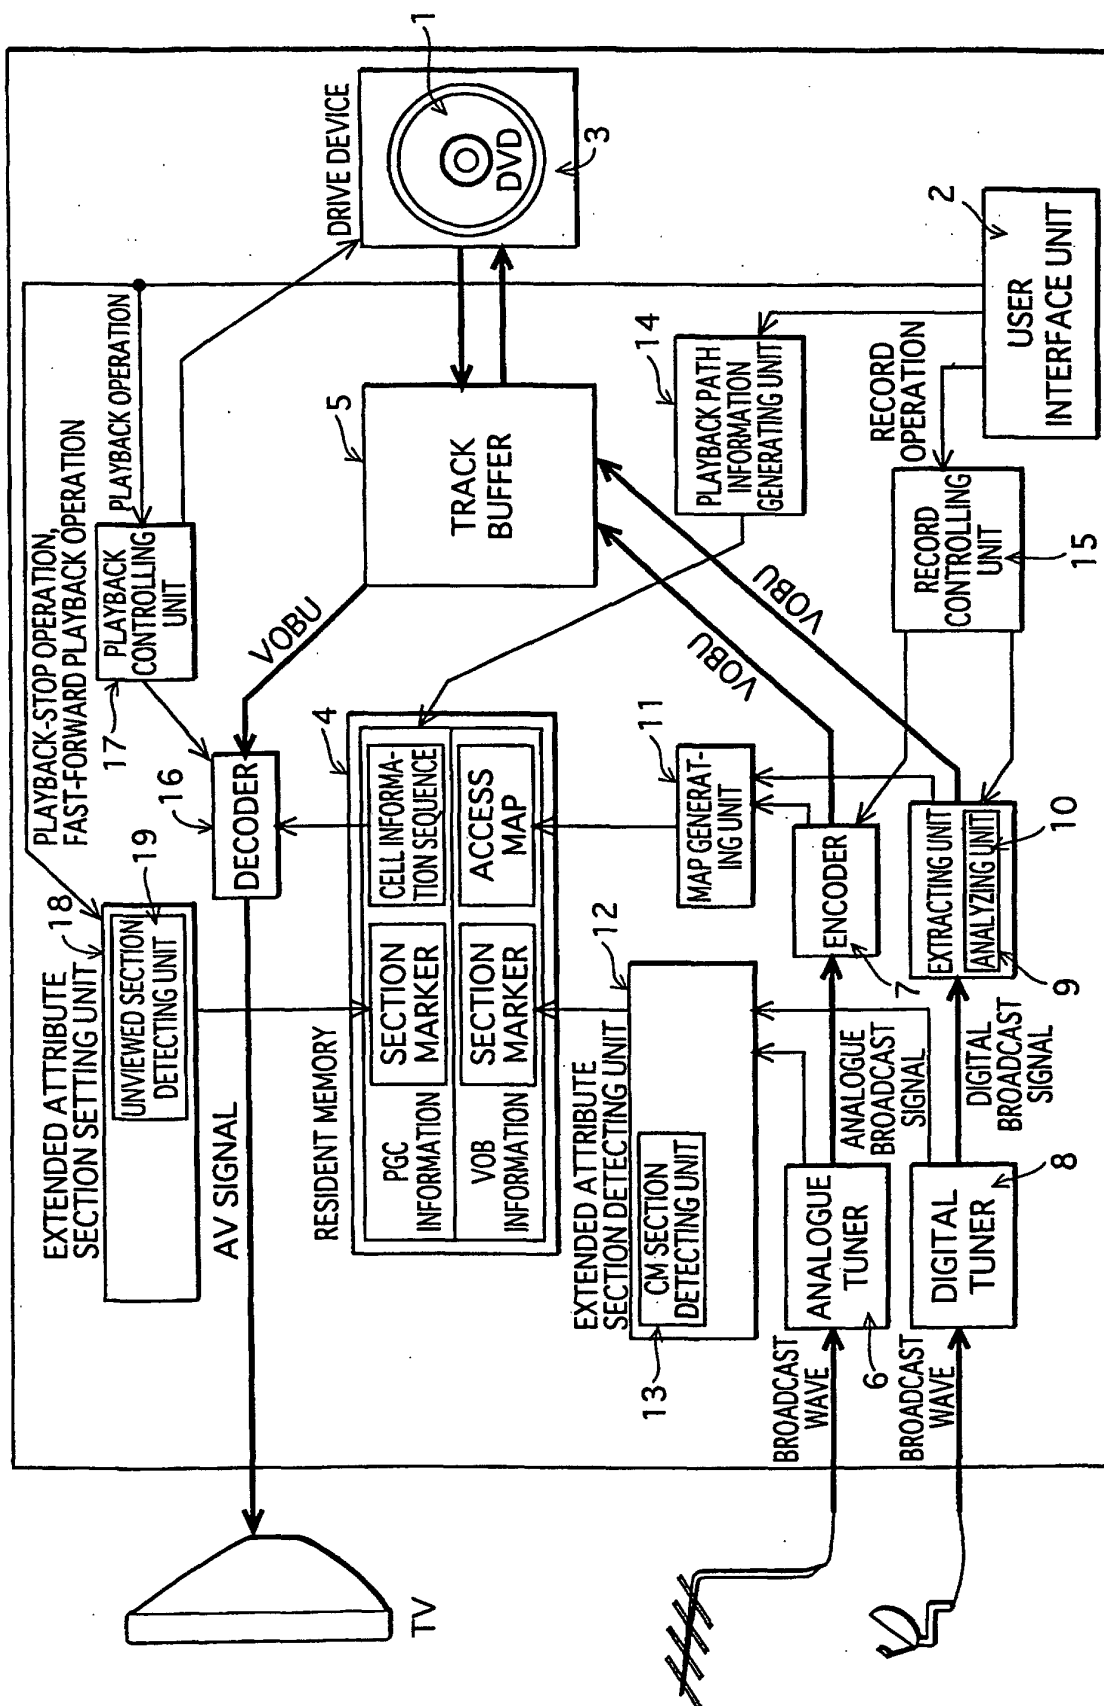 PLAYBACK-STOP OPERATION,
FAST-FORWARD PLAYBACK OPERATION
PLAYBACK OPERATION
DRIVE DEVICE
1
DVD
3
17
PLAYBACK
CONTROLLING
UNIT
EXTENDED ATTRIBUTE
SECTION SETTING UNIT
18
19
UNVIEWED SECTION
DETECTING UNIT
16
DECODER
VOBU
5
TRACK
BUFFER
AV SIGNAL
TV
RESIDENT MEMORY
4
PGC
INFORMATION
SECTION
MARKER
CELL INFORMA-
TION SEQUENCE
VOB
INFORMATION
SECTION
MARKER
ACCESS
MAP
14
PLAYBACK PATH
INFORMATION
GENERATING UNIT
EXTENDED ATTRIBUTE
SECTION DETECTING UNIT
12
13
CM SECTION
DETECTING UNIT
11
MAP GENERAT-
ING UNIT
VOBU
VOBU
BROADCAST
WAVE
6
ANALOGUE
TUNER
ANALOGUE
BROADCAST
SIGNAL
7
ENCODER
RECORD
OPERATION
2
USER
INTERFACE UNIT
RECORD
CONTROLLING
UNIT
15
BROADCAST
WAVE
DIGITAL
TUNER
8
DIGITAL
BROADCAST
SIGNAL
EXTRACTING UNIT
ANALYZING UNIT
9
10